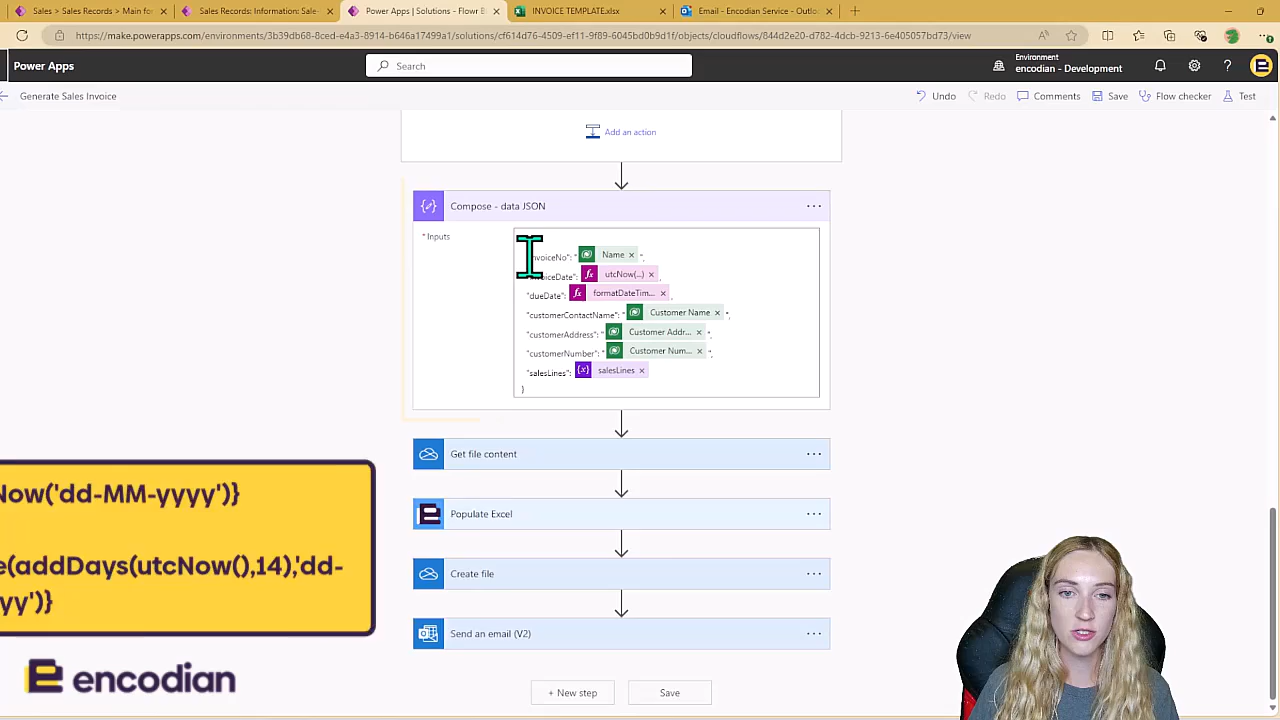 Sales > Sales Records > Main for
Sales Records: Information: Sale-
Power Apps | Solutions - Flowr B
INVOICE TEMPLATE.xlsx
Email - Encodian Service - Outlo
https://make.powerapps.com/environments/3b39db68-8ced-e4a3-8914-b646a17499a1/solutions/cf614d76-4509-ef11-9f89-6045bd0b9d1f/objects/cloudflows/844d2e20-d782-4dcb-9213-6e405057bd73/view
Power Apps
Search
Environment
encodian - Development
Generate Sales Invoice
Undo
Redo
Comments
Save
Flow checker
Test
Add an action
Compose - data JSON
* Inputs
nvoiceNo": " Name ",
"invoiceDate": utcNow(...) ,
"dueDate": formatDateTim... ,
"customerContactName": " Customer Name ",
"customerAddress": " Customer Addr... ",
"customerNumber": " Customer Num... ",
"salesLines": salesLines
}
Get file content
Populate Excel
Create file
Send an email (V2)
+ New step
Save
Now('dd-MM-yyyy')}
e(addDays(utcNow(),14),'dd-
yy')}
encodian